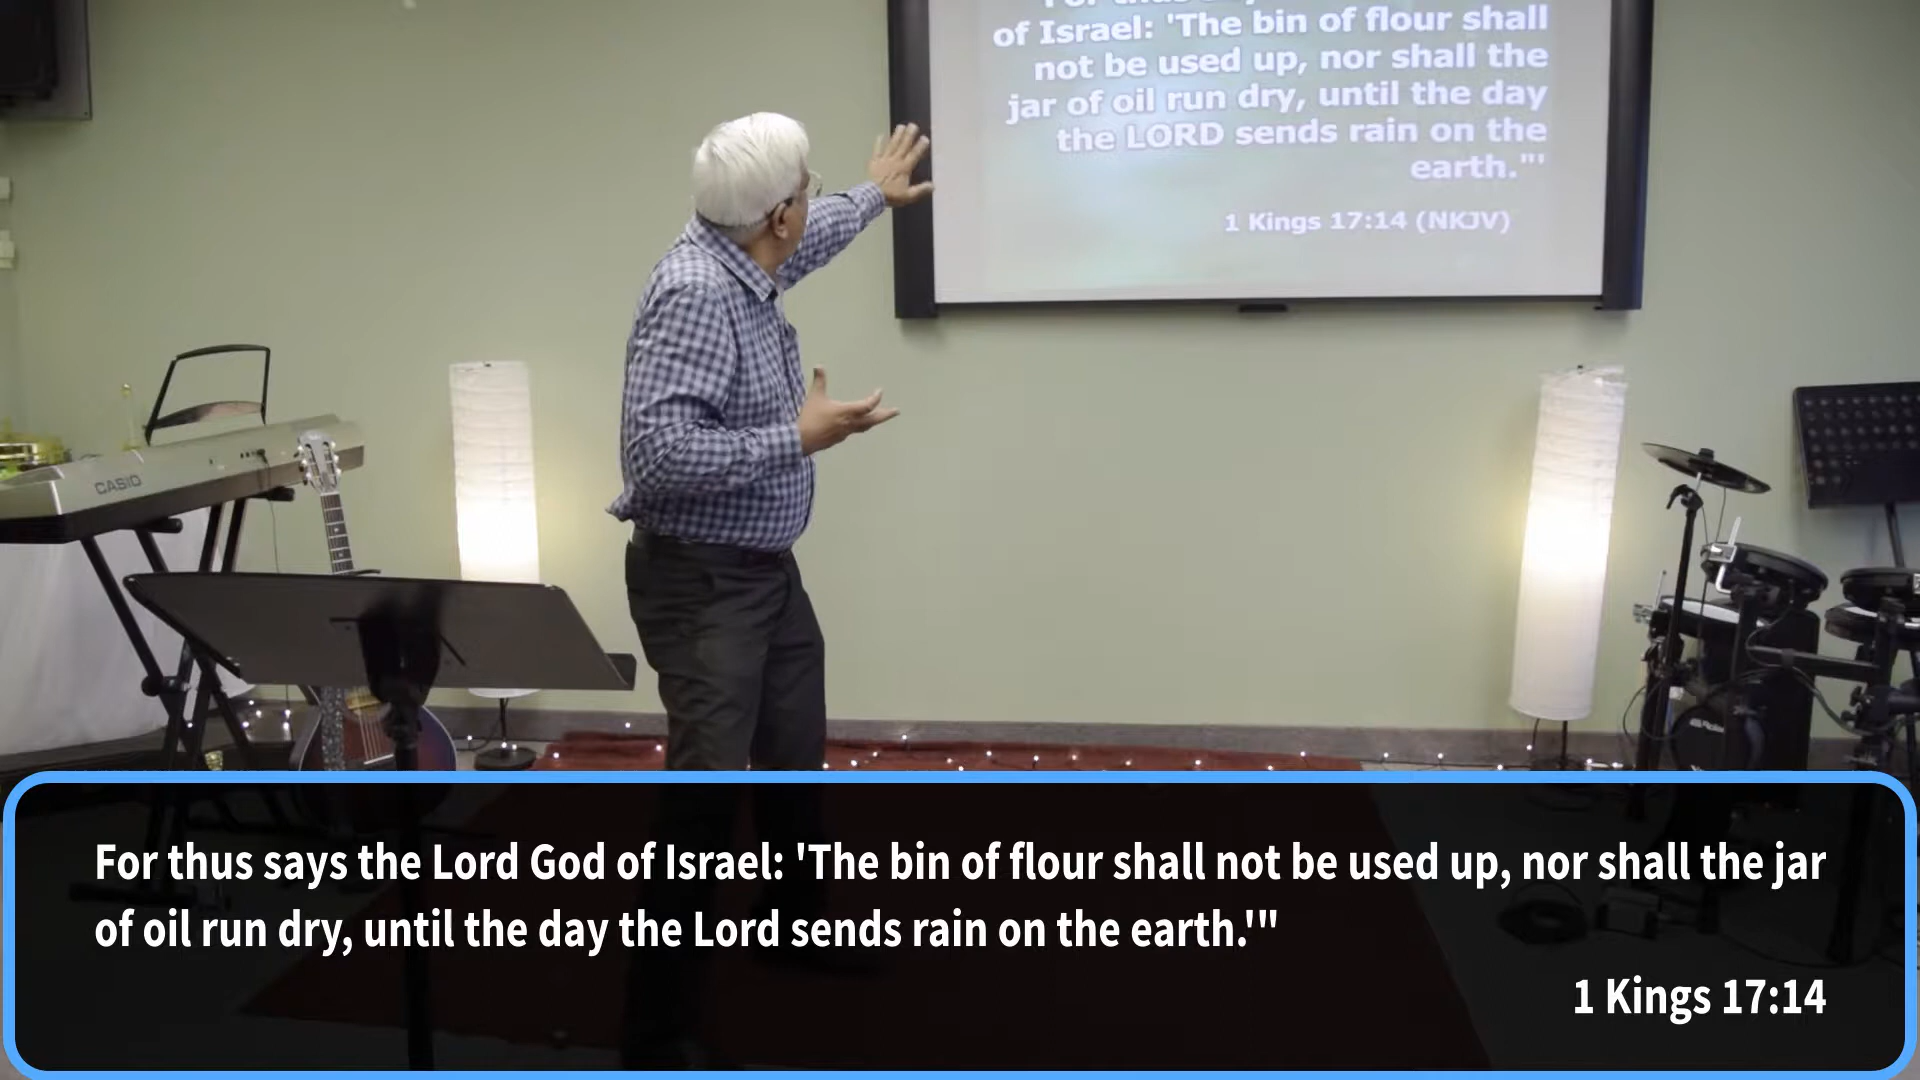 of Israel: 'The bin of flour shall
not be used up, nor shall the
jar of oil run dry, until the day
the LORD sends rain on the
earth."'
1 Kings 17:14 (NKJV)
CASIO
Roland
For thus says the Lord God of Israel: 'The bin of flour shall not be used up, nor shall the jar
of oil run dry, until the day the Lord sends rain on the earth.'"
1 Kings 17:14